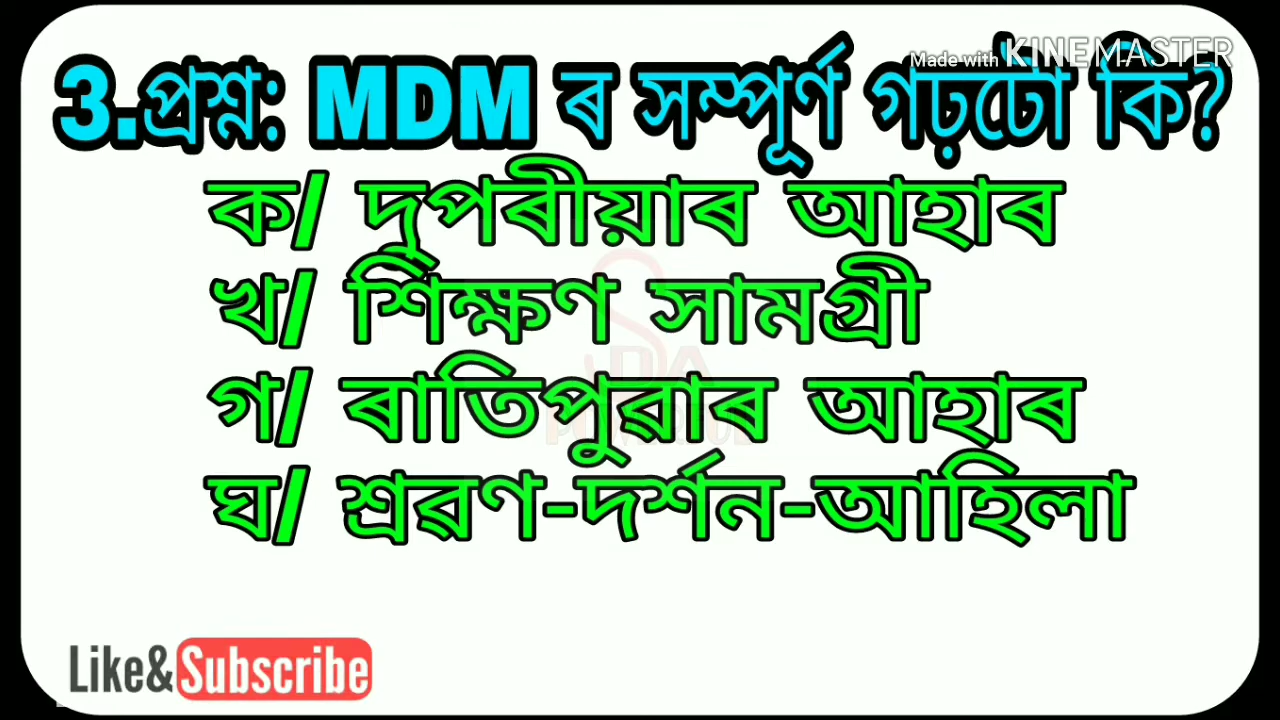 Made with KINEMASTER
3.প্ৰশ্ন: MDM ৰ সম্পূৰ্ণ গঢ়টো কি?
ক/ দুপৰীয়াৰ আহাৰ
খ/ শিক্ষণ সামগ্ৰী
গ/ ৰাতিপুৱাৰ আহাৰ
ঘ/ শ্ৰৱণ-দৰ্শন-আহিলা
Like& Subscribe